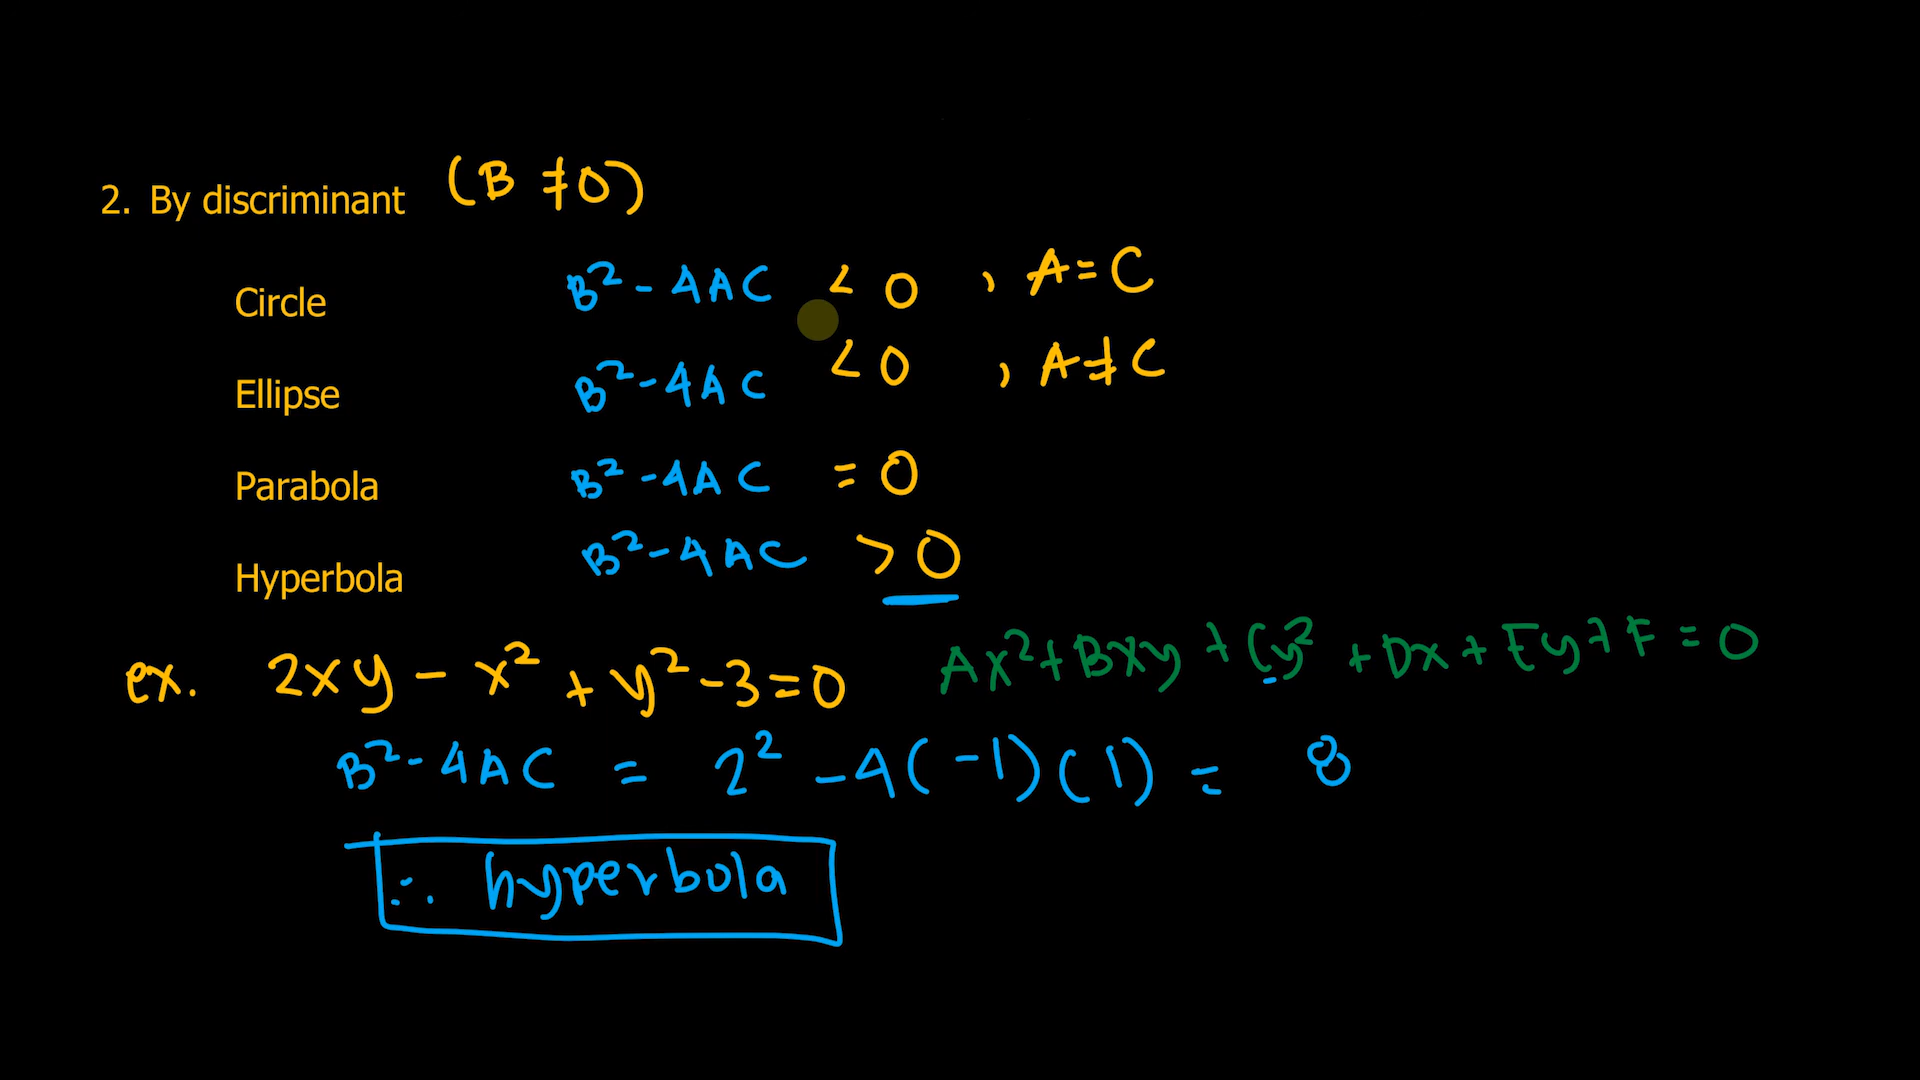 2. By discriminant (B ≠ 0)
Circle B² - 4AC < 0 , A = C
Ellipse B² - 4AC < 0 , A ≠ C
Parabola B² - 4AC = 0
Hyperbola B² - 4AC > 0
Ax² + Bxy + Cy² + Dx + Ey + F = 0
ex. 2xy - x² + y² - 3 = 0
B² - 4AC = 2² - 4(-1)(1) = 8
∴ hyperbola